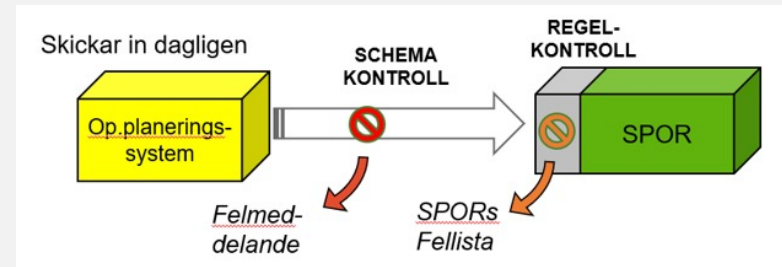 Skickar in dagligen
Op.planerings-
system
SCHEMA
KONTROLL
Felmed-
delande
REGEL-
KONTROLL
SPOR
SPORs
Fellista